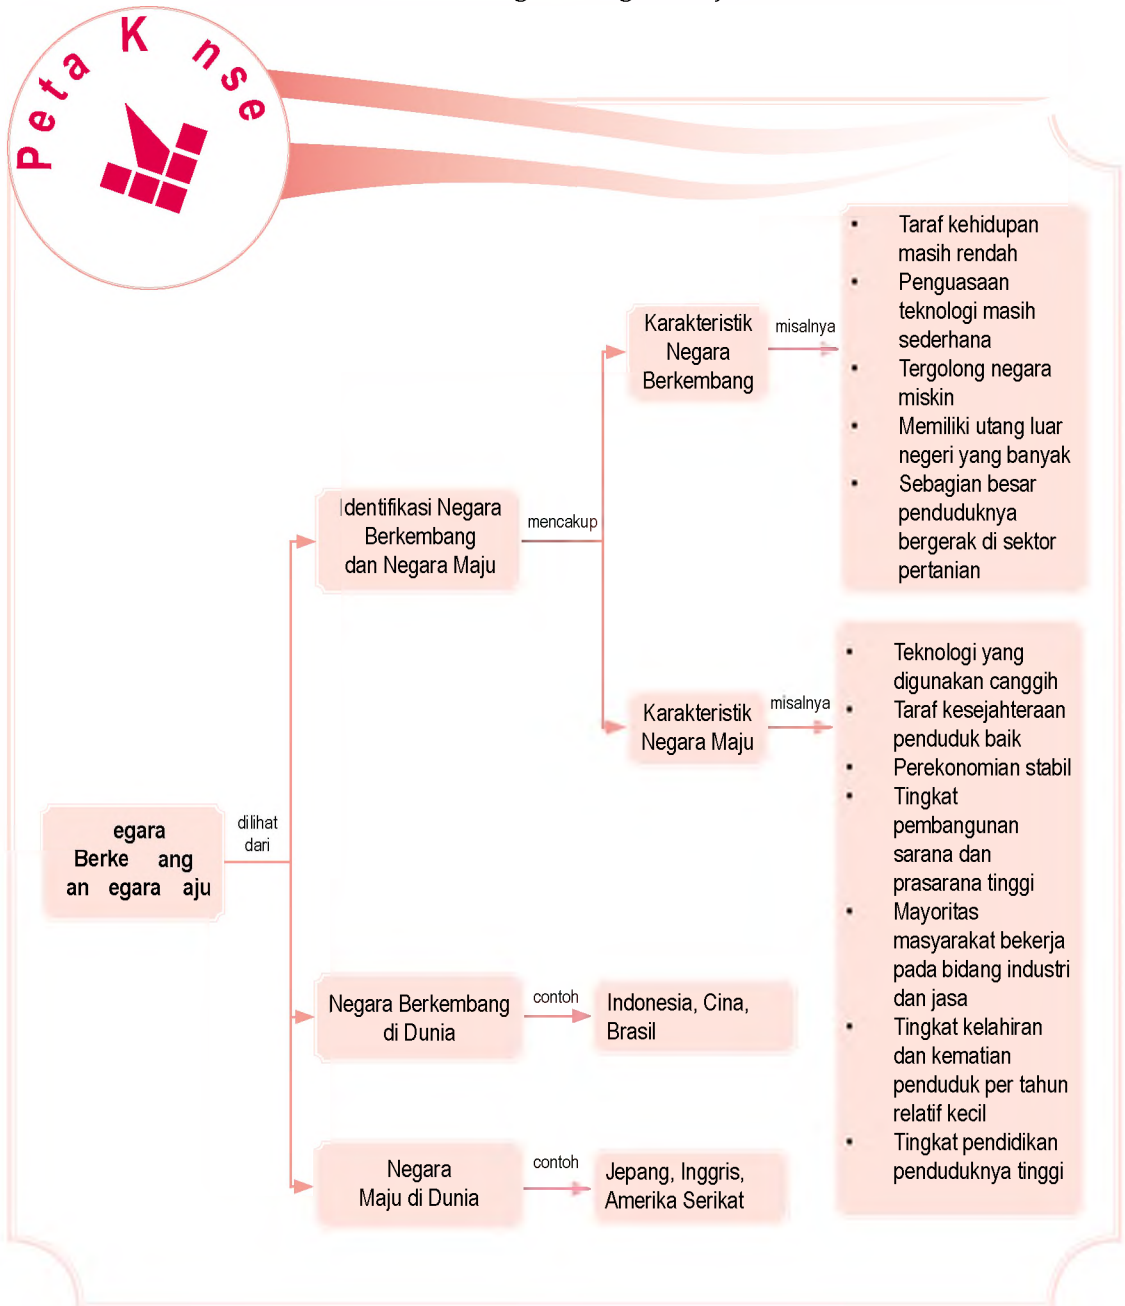 Peta K nse
Taraf kehidupan
masih rendah
Penguasaan
teknologi masih
sederhana
Tergolong negara
miskin
Memiliki utang luar
negeri yang banyak
Sebagian besar
penduduknya
bergerak di sektor
pertanian
Karakteristik
Negara
Berkembang
misalnya
Identifikasi Negara
Berkembang
dan Negara Maju
mencakup
Karakteristik
Negara Maju
misalnya
Teknologi yang
digunakan canggih
Taraf kesejahteraan
penduduk baik
Perekonomian stabil
Tingkat
pembangunan
sarana dan
prasarana tinggi
Mayoritas
masyarakat bekerja
pada bidang industri
dan jasa
Tingkat kelahiran
dan kematian
penduduk per tahun
relatif kecil
Tingkat pendidikan
penduduknya tinggi
egara
Berke ang
an egara aju
dilihat
dari
Negara Berkembang
di Dunia
contoh
Indonesia, Cina,
Brasil
Negara
Maju di Dunia
contoh
Jepang, Inggris,
Amerika Serikat